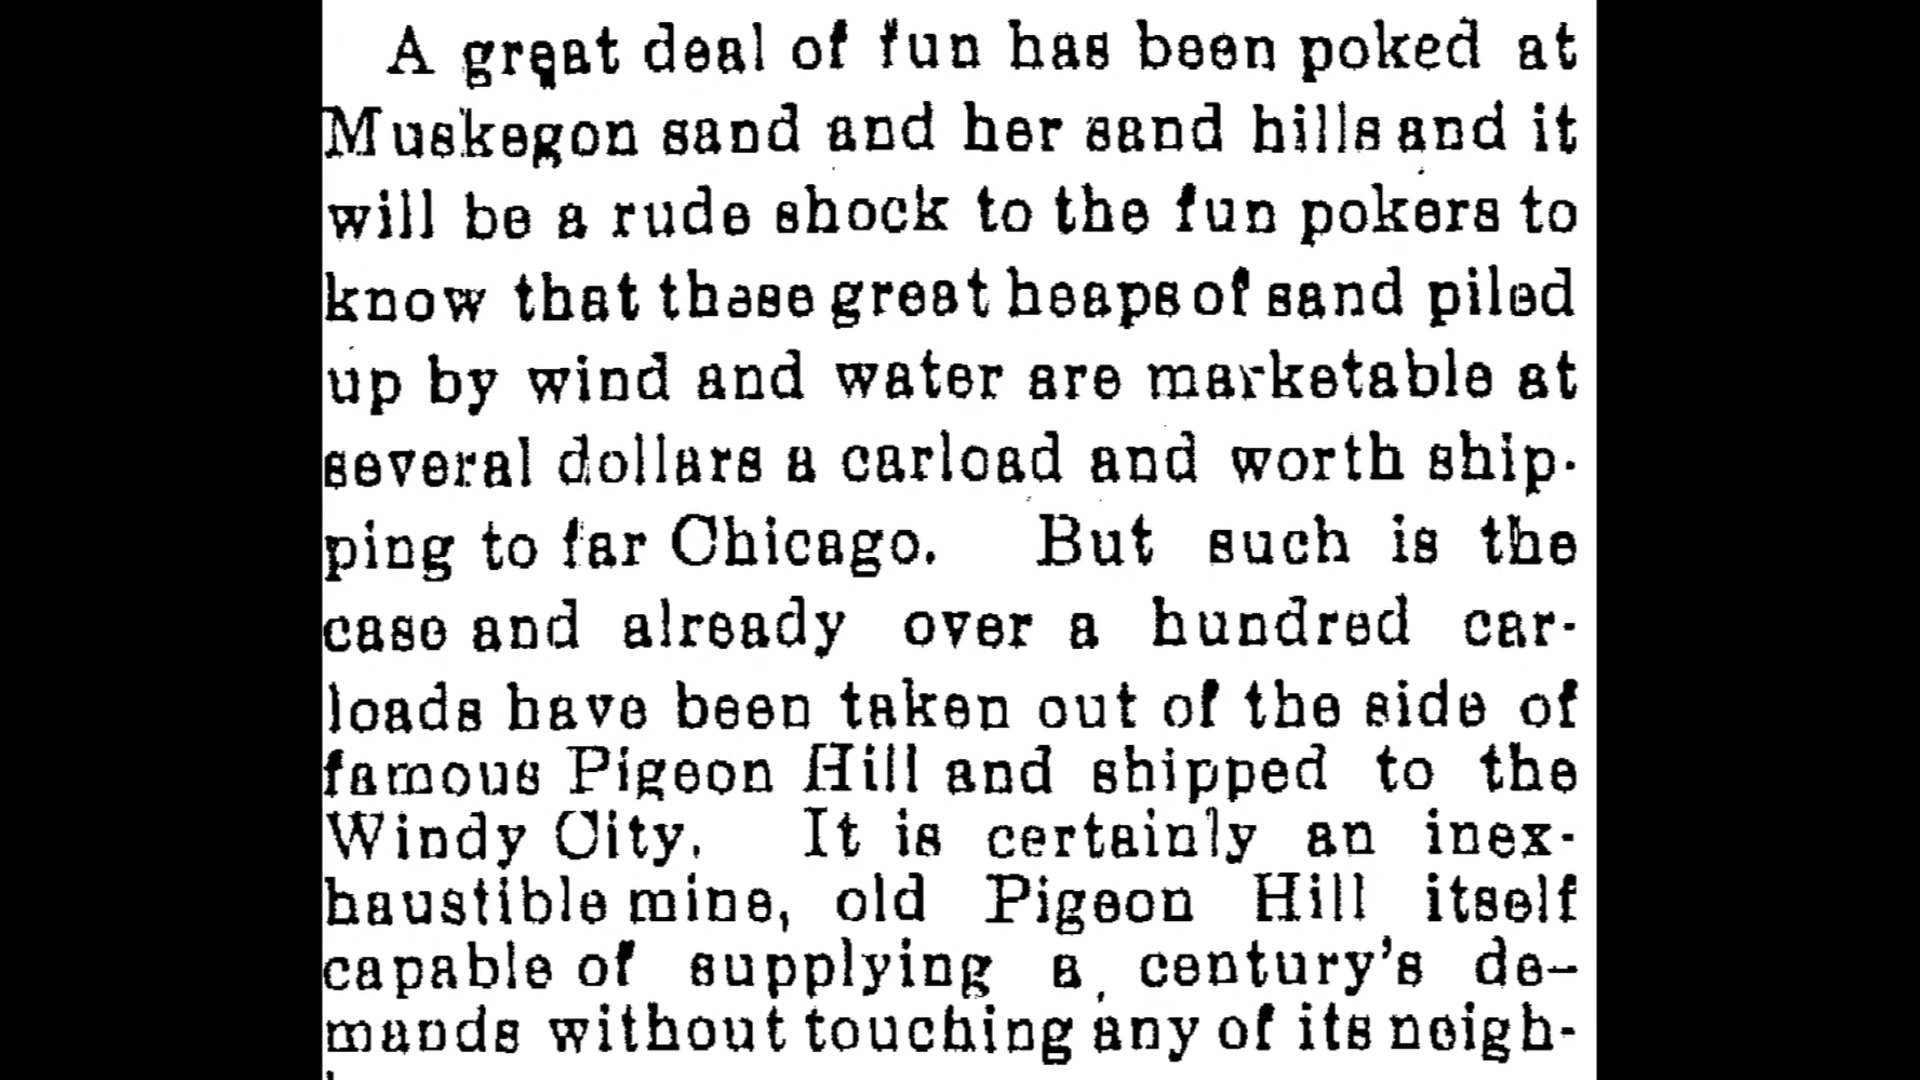 A great deal of fun has been poked at
Muskegon sand and her sand hills and it
will be a rude shock to the fun pokers to
know that these great heaps of sand piled
up by wind and water are marketable at
several dollars a carload and worth ship-
ping to far Chicago. But such is the
case and already over a hundred car-
loads have been taken out of the side of
famous Pigeon Hill and shipped to the
Windy City. It is certainly an inex-
haustible mine, old Pigeon Hill itself
capable of supplying a century's de-
mands without touching any of its neigh-